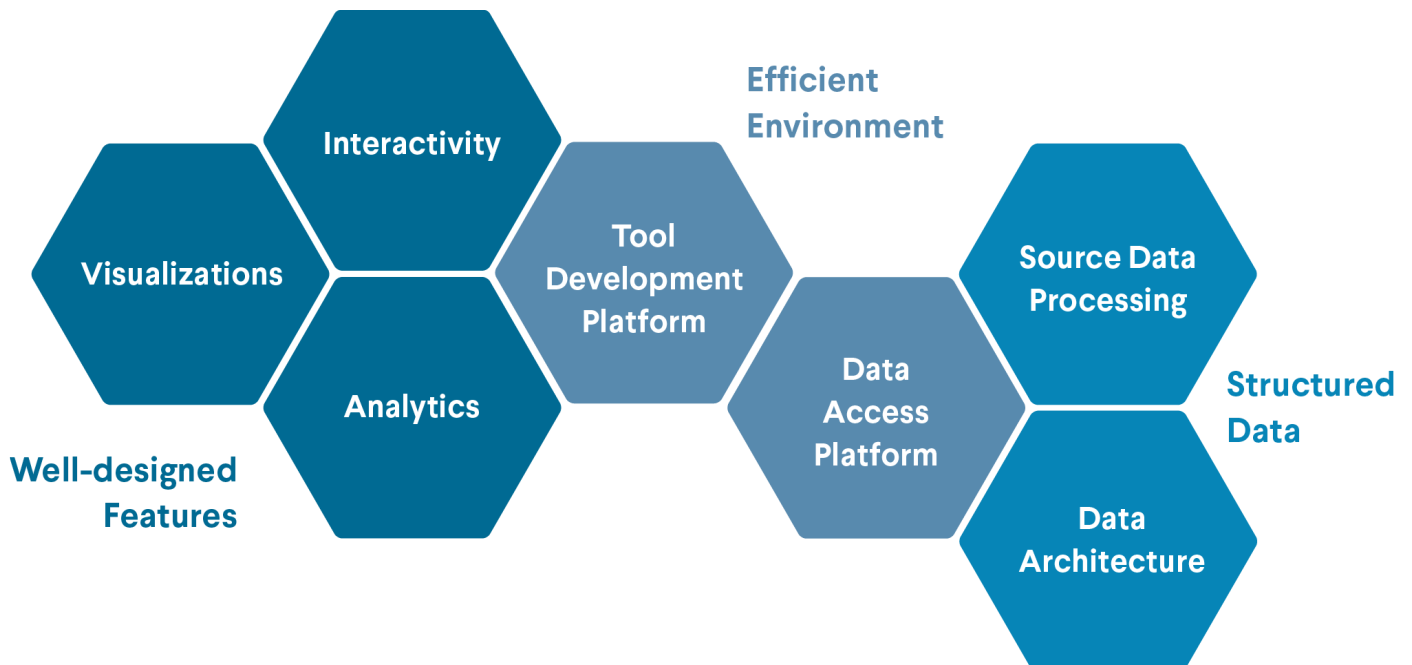 Interactivity
Visualizations
Analytics
Well-designed
Features
Efficient
Environment
Tool
Development
Platform
Data
Access
Platform
Source Data
Processing
Structured
Data
Data
Architecture